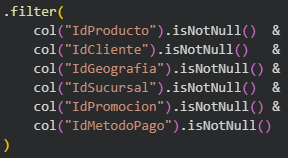 .filter(
    col("IdProducto").isNotNull()  &
    col("IdCliente").isNotNull()   &
    col("IdGeografia").isNotNull() &
    col("IdSucursal").isNotNull()  &
    col("IdPromocion").isNotNull() &
    col("IdMetodoPago").isNotNull()
)